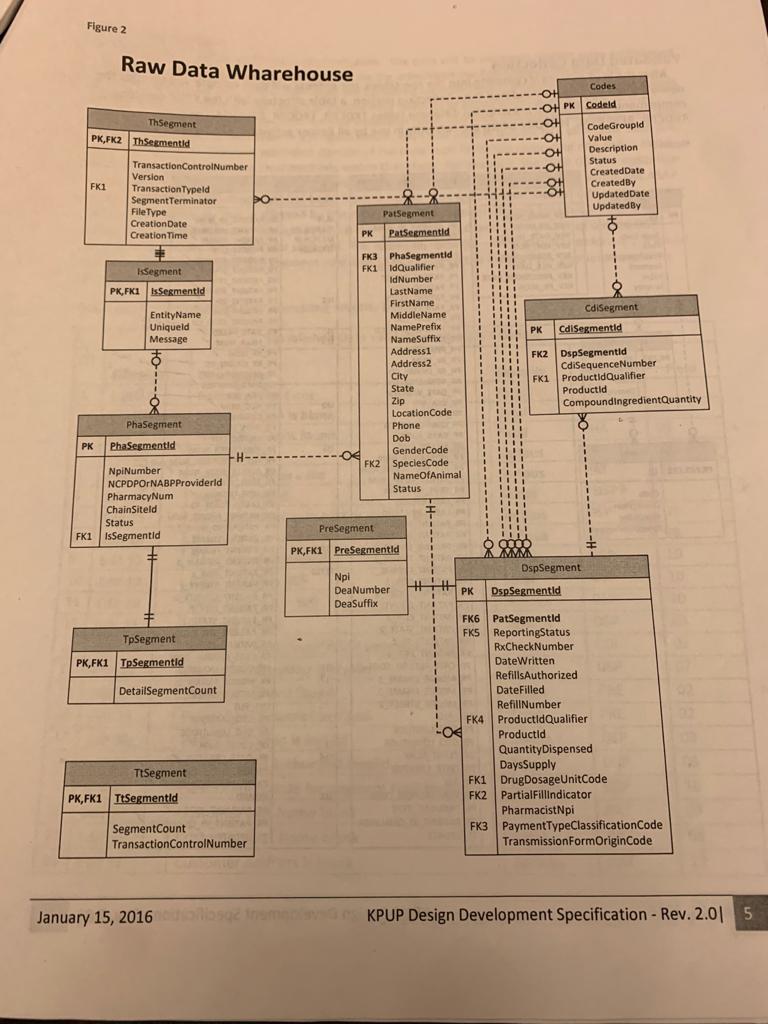 Figure 2
Raw Data Wharehouse
ThSegment
PK,FK2 ThSegmentId
TransactionControlNumber
Version
FK1 TransactionTypeId
SegmentTerminator
FileType
CreationDate
CreationTime
IsSegment
PK,FK1 IsSegmentId
EntityName
UniqueId
Message
PhaSegment
PK PhaSegmentId
NpiNumber
NCPDPOrNABPProviderId
PharmacyNum
ChainSiteId
Status
FK1 IsSegmentId
TpSegment
PK,FK1 TpSegmentId
DetailSegmentCount
TtSegment
PK,FK1 TtSegmentId
SegmentCount
TransactionControlNumber
PatSegment
PK PatSegmentId
FK3 PhaSegmentId
FK1 IdQualifier
IdNumber
LastName
FirstName
MiddleName
NamePrefix
NameSuffix
Address1
Address2
City
State
Zip
LocationCode
Phone
Dob
GenderCode
FK2 SpeciesCode
NameOfAnimal
Status
PreSegment
PK,FK1 PreSegmentId
Npi
DeaNumber
DeaSuffix
Codes
PK CodeId
CodeGroupId
Value
Description
Status
CreatedDate
CreatedBy
UpdatedDate
UpdatedBy
CdiSegment
PK CdiSegmentId
FK2 DspSegmentId
CdiSequenceNumber
FK1 ProductIdQualifier
ProductId
CompoundIngredientQuantity
DspSegment
PK DspSegmentId
FK6 PatSegmentId
FK5 ReportingStatus
RxCheckNumber
DateWritten
RefillsAuthorized
DateFilled
RefillNumber
FK4 ProductIdQualifier
ProductId
QuantityDispensed
DaysSupply
FK1 DrugDosageUnitCode
FK2 PartialFillIndicator
PharmacistNpi
FK3 PaymentTypeClassificationCode
TransmissionFormOriginCode
January 15, 2016
KPUP Design Development Specification - Rev. 2.0| 5